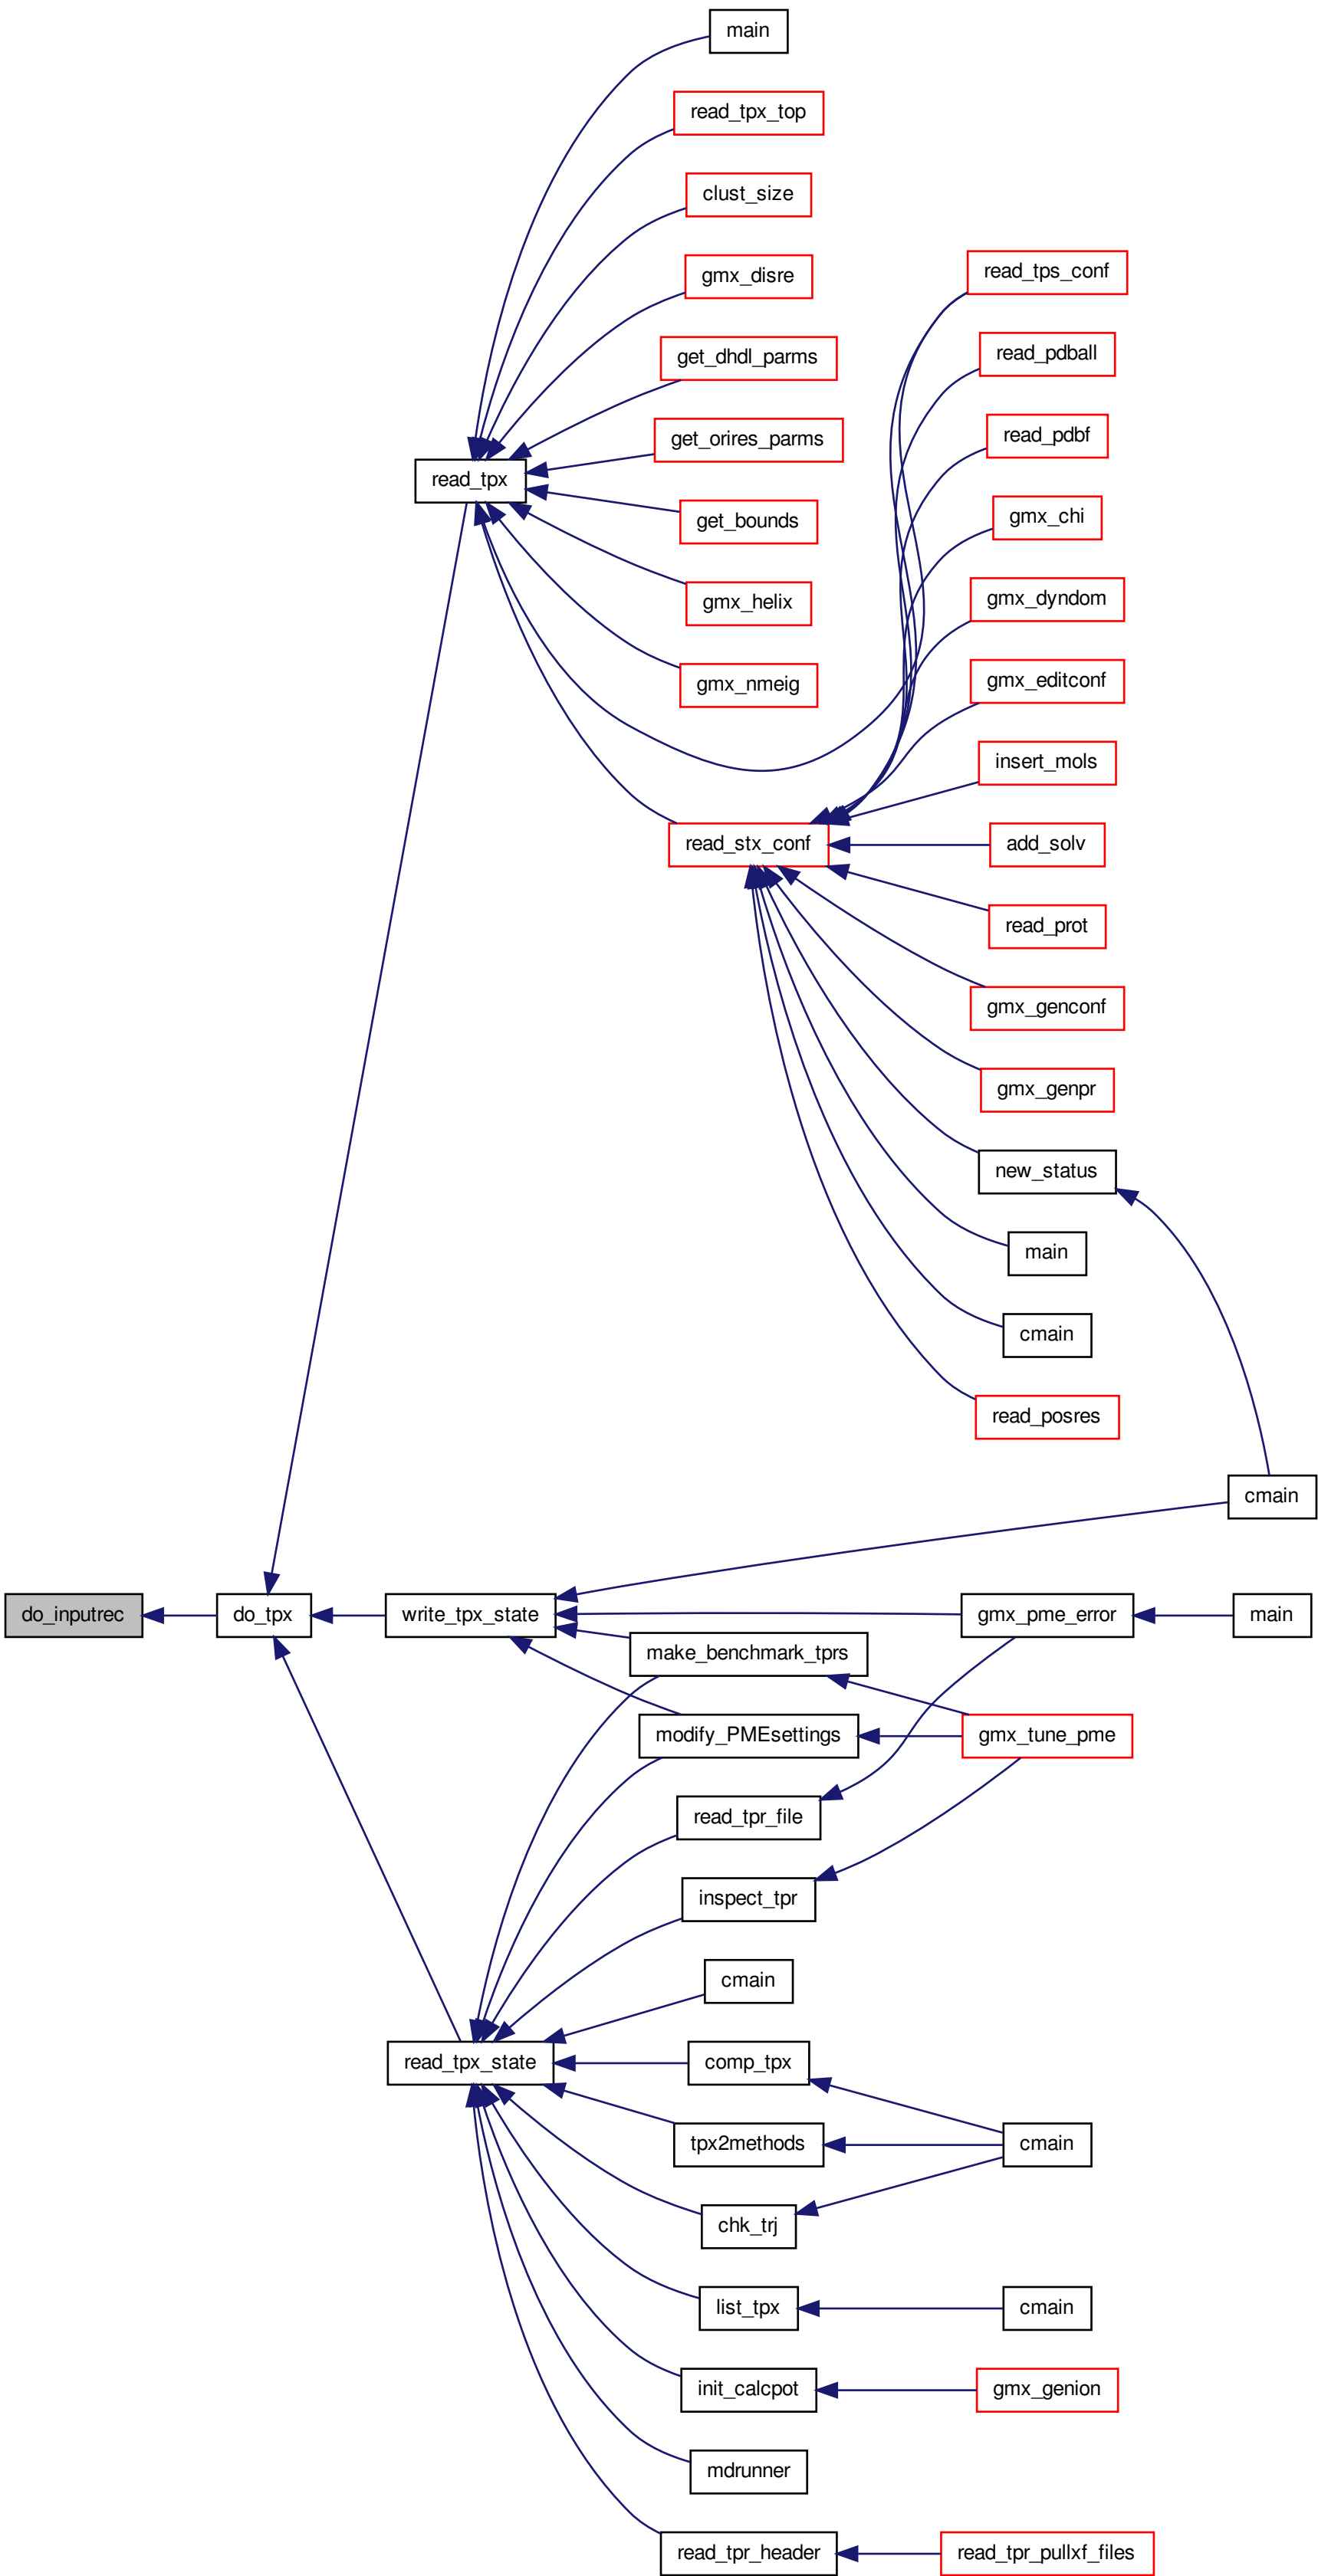 main
read_tpx_top
clust_size
gmx_disre
read_tps_conf
get_dhdl_parms
read_pdball
get_orires_parms
read_pdbf
read_tpx
get_bounds
gmx_chi
gmx_helix
gmx_dyndom
gmx_nmeig
gmx_editconf
insert_mols
read_stx_conf
add_solv
read_prot
gmx_genconf
gmx_genpr
new_status
main
cmain
read_posres
cmain
do_inputrec
do_tpx
write_tpx_state
gmx_pme_error
main
make_benchmark_tprs
modify_PMEsettings
gmx_tune_pme
read_tpr_file
inspect_tpr
cmain
read_tpx_state
comp_tpx
tpx2methods
cmain
chk_trj
list_tpx
cmain
init_calcpot
gmx_genion
mdrunner
read_tpr_header
read_tpr_pullxf_files